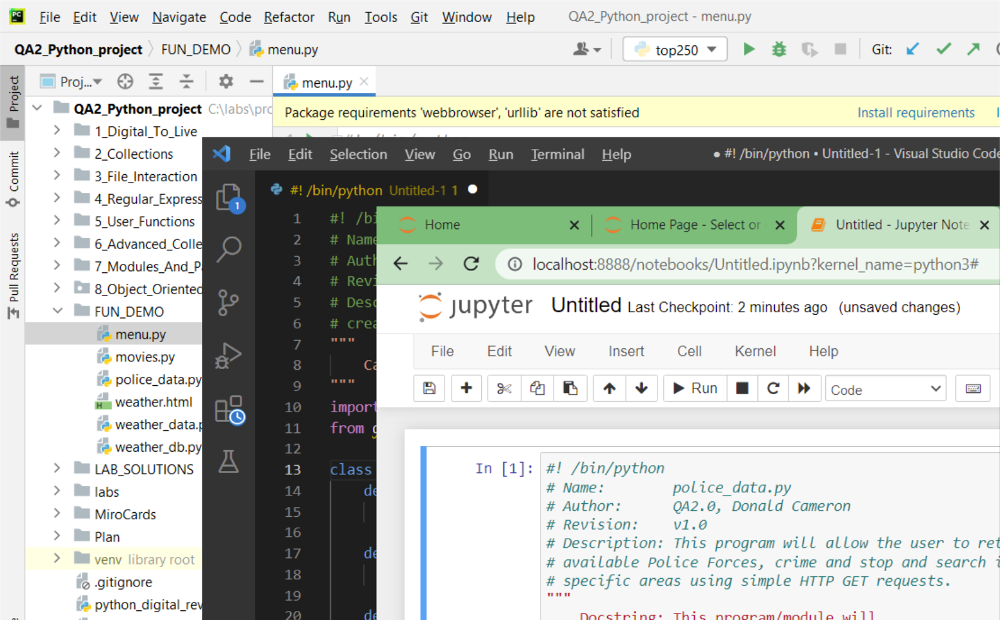 PC File Edit View Navigate Code Refactor Run Tools Git Window Help QA2_Python_project - menu.py
QA2_Python_project FUN_DEMO menu.py top250 Git:
Project
Commit
Pull Requests
Proj... menu.py
QA2_Python_project C:\labs\pro
Package requirements 'webbrowser', 'urllib' are not satisfied Install requirements
1_Digital_To_Live
2_Collections
3_File_Interaction
4_Regular_Express
5_User_Functions
6_Advanced_Colle
7_Modules_And_Pa
8_Object_Oriented
FUN_DEMO
menu.py
movies.py
police_data.py
weather.html
weather_data.p
weather_db.py
LAB_SOLUTIONS
labs
MiroCards
Plan
venv library root
.gitignore
python_digital_rev
1 #! /bin/python
File Edit Selection View Go Run Terminal Help ● #! /bin/python • Untitled-1 - Visual Studio Code
1
#! /bin/python Untitled-1 1
1 #! /bi
2 # Name
3 # Auth
4 # Revi
5 # Desc
6 # crea
7 """
8 Ca
9 """
10 import
11 from g
12
13 class
14 de
15
16
17 de
18
19
20 de
Home Home Page - Select or Untitled - Jupyter Note
localhost:8888/notebooks/Untitled.ipynb?kernel_name=python3#
jupyter Untitled Last Checkpoint: 2 minutes ago (unsaved changes)
File Edit View Insert Cell Kernel Help
Run Code
In [1]: #! /bin/python
# Name: police_data.py
# Author: QA2.0, Donald Cameron
# Revision: v1.0
# Description: This program will allow the user to ret
# available Police Forces, crime and stop and search i
# specific areas using simple HTTP GET requests.
"""
Docstring: This program/module will